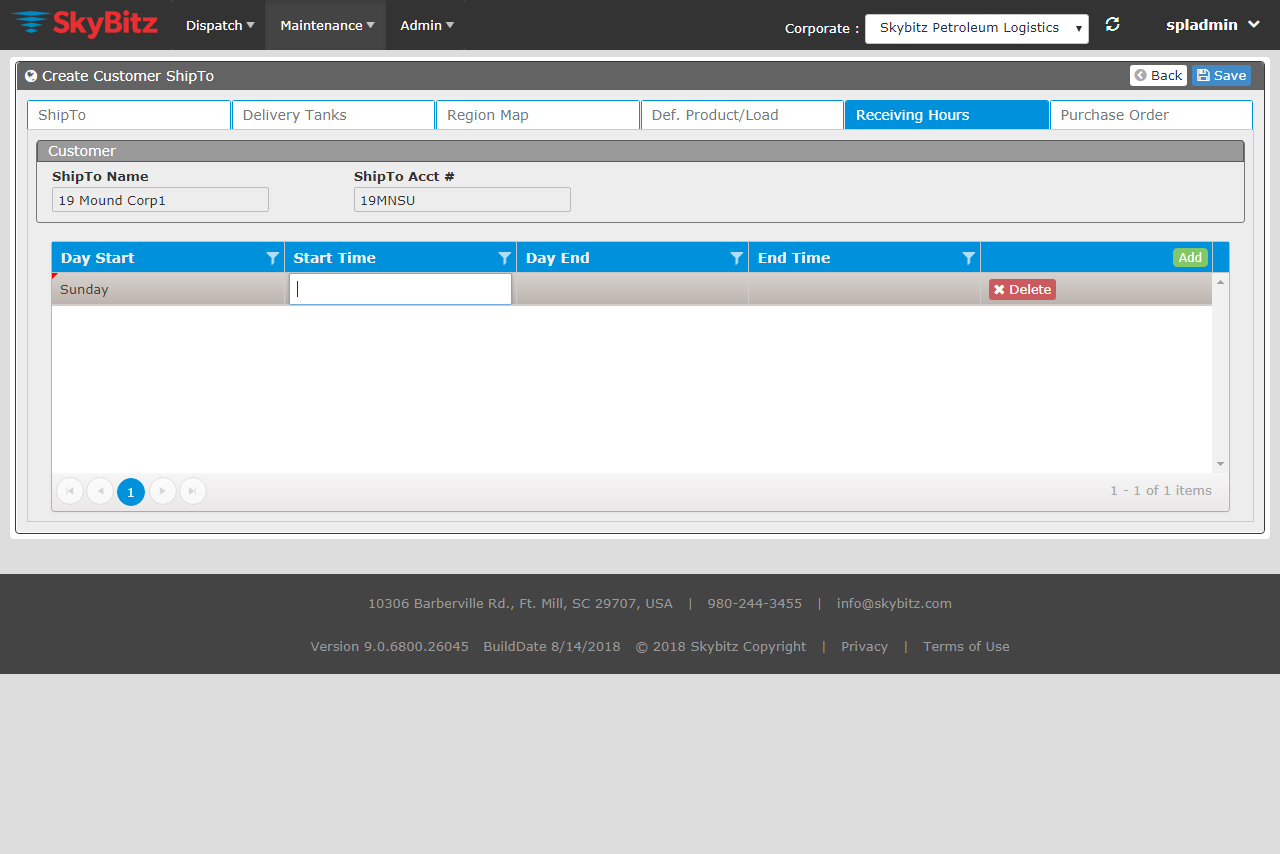 SkyBitz Dispatch Maintenance Admin Corporate : Skybitz Petroleum Logistics spladmin
Create Customer ShipTo Back Save
ShipTo Delivery Tanks Region Map Def. Product/Load Receiving Hours Purchase Order
Customer
ShipTo Name ShipTo Acct #
19 Mound Corp1 19MNSU
Day Start Start Time Day End End Time Add
Sunday Delete
1 1 - 1 of 1 items
10306 Barberville Rd., Ft. Mill, SC 29707, USA | 980-244-3455 | info@skybitz.com
Version 9.0.6800.26045 BuildDate 8/14/2018 © 2018 Skybitz Copyright | Privacy | Terms of Use